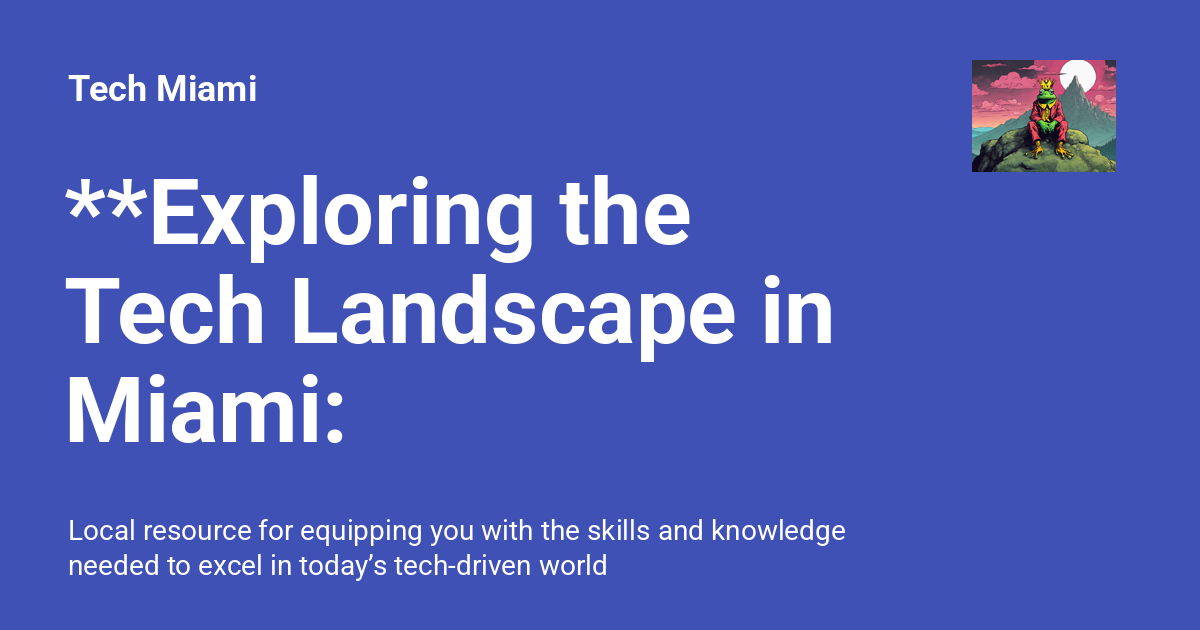 Tech Miami
**Exploring the
Tech Landscape in
Miami:
Local resource for equipping you with the skills and knowledge
needed to excel in today’s tech-driven world